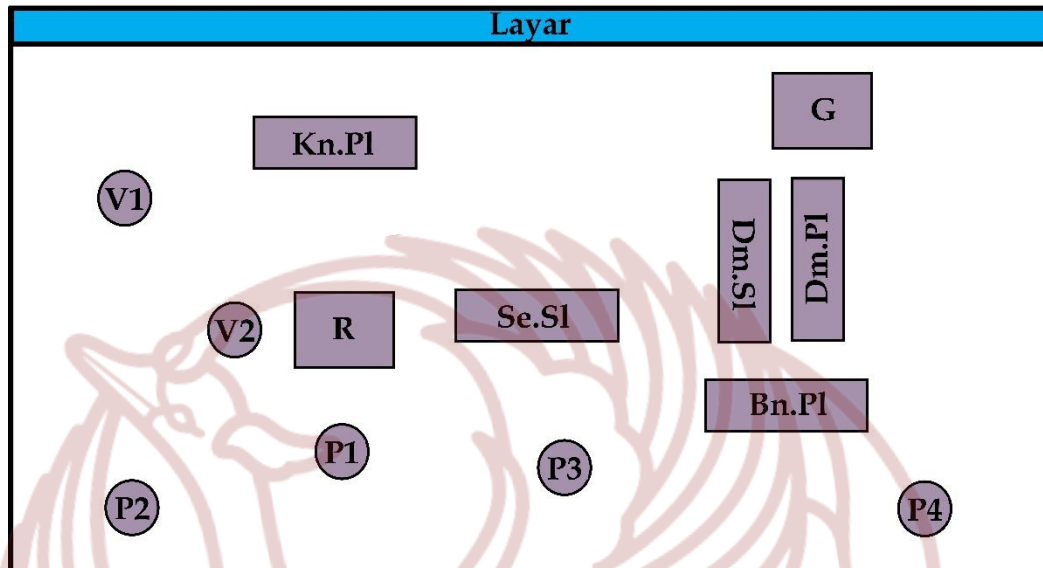 Layar
G
Kn.Pl
V1
Dm.Sl
Dm.Pl
V2
R
Se.Sl
Bn.Pl
P1
P3
P2
P4